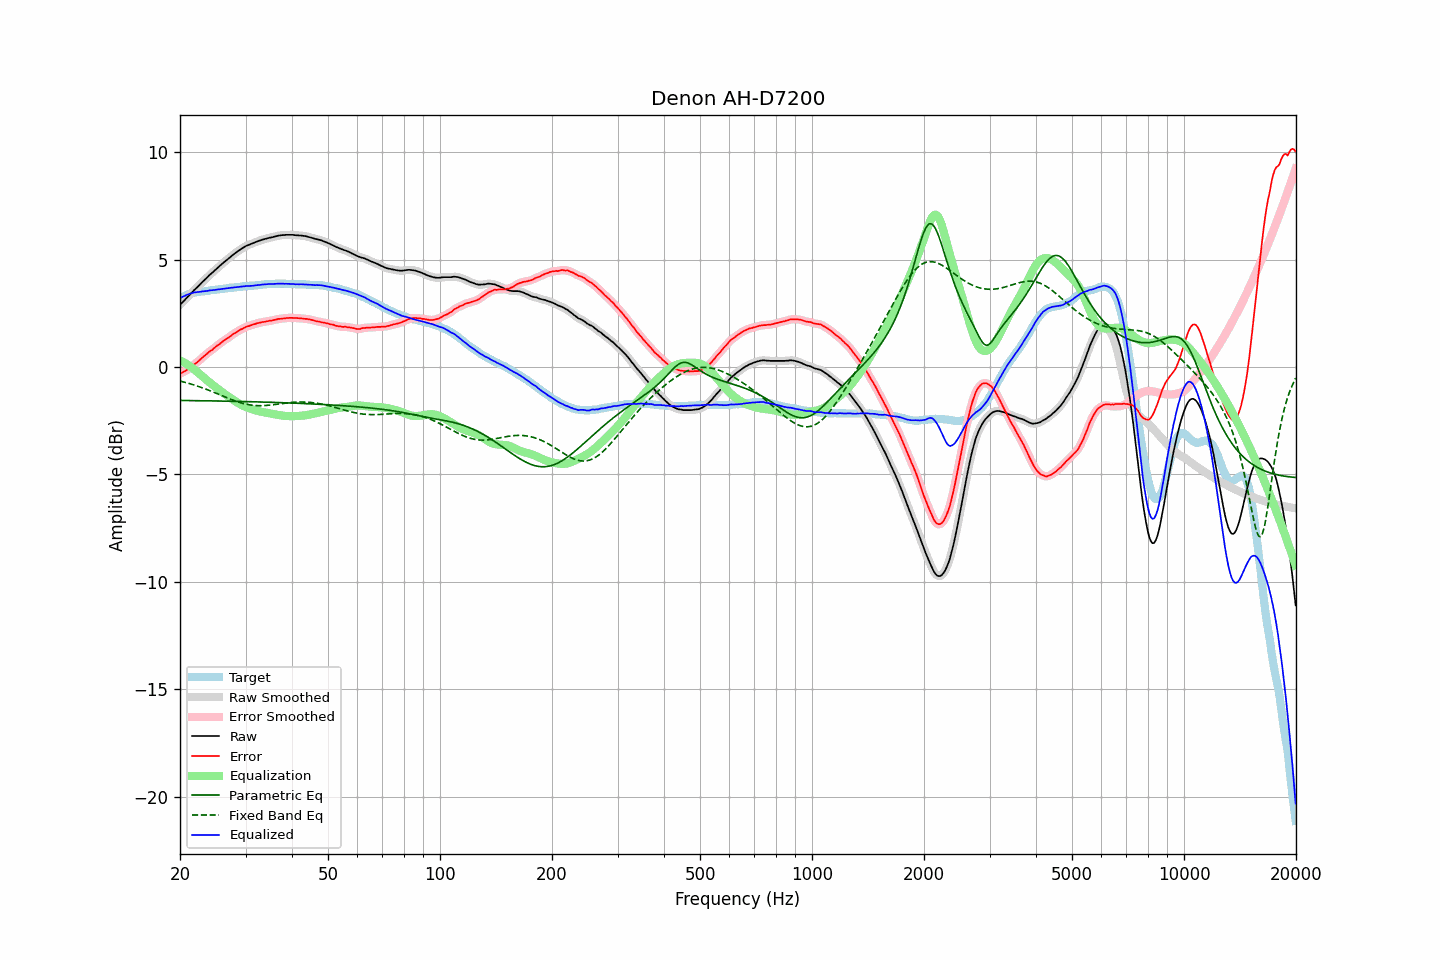 Denon AH-D7200
Amplitude (dBr)
10
5
0
−5
−10
−15
−20
Target
Raw Smoothed
Error Smoothed
Raw
Error
Equalization
Parametric Eq
Fixed Band Eq
Equalized
20 50 100 200 500 1000 2000 5000 10000 20000
Frequency (Hz)